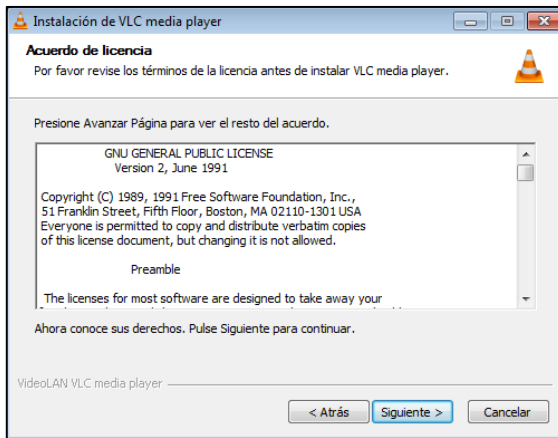 Instalación de VLC media player
Acuerdo de licencia
Por favor revise los términos de la licencia antes de instalar VLC media player.
Presione Avanzar Página para ver el resto del acuerdo.
GNU GENERAL PUBLIC LICENSE
Version 2, June 1991
Copyright (C) 1989, 1991 Free Software Foundation, Inc.,
51 Franklin Street, Fifth Floor, Boston, MA 02110-1301 USA
Everyone is permitted to copy and distribute verbatim copies
of this license document, but changing it is not allowed.
Preamble
The licenses for most software are designed to take away your
Ahora conoce sus derechos. Pulse Siguiente para continuar.
VideoLAN VLC media player
< Atrás
Siguiente >
Cancelar